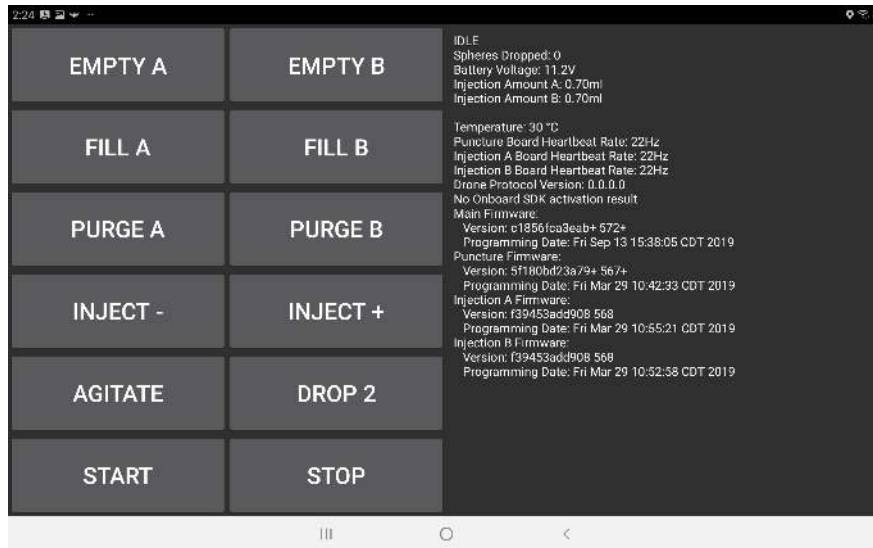 2:24
EMPTY A
EMPTY B
FILL A
FILL B
PURGE A
PURGE B
INJECT -
INJECT +
AGITATE
DROP 2
START
STOP
IDLE
Spheres Dropped: 0
Battery Voltage: 11.2V
Injection Amount A: 0.70ml
Injection Amount B: 0.70ml
Temperature: 30 °C
Puncture Board Heartbeat Rate: 22Hz
Injection A Board Heartbeat Rate: 22Hz
Injection B Board Heartbeat Rate: 22Hz
Drone Protocol Version: 0.0.0.0
No Onboard SDK activation result
Main Firmware:
Version: c1856fca3eab+ 572+
Programming Date: Fri Sep 13 15:38:05 CDT 2019
Puncture Firmware:
Version: 5f180bd23a79+ 567+
Programming Date: Fri Mar 29 10:42:33 CDT 2019
Injection A Firmware:
Version: f39453add908 568
Programming Date: Fri Mar 29 10:55:21 CDT 2019
Injection B Firmware:
Version: f39453add908 568
Programming Date: Fri Mar 29 10:52:58 CDT 2019